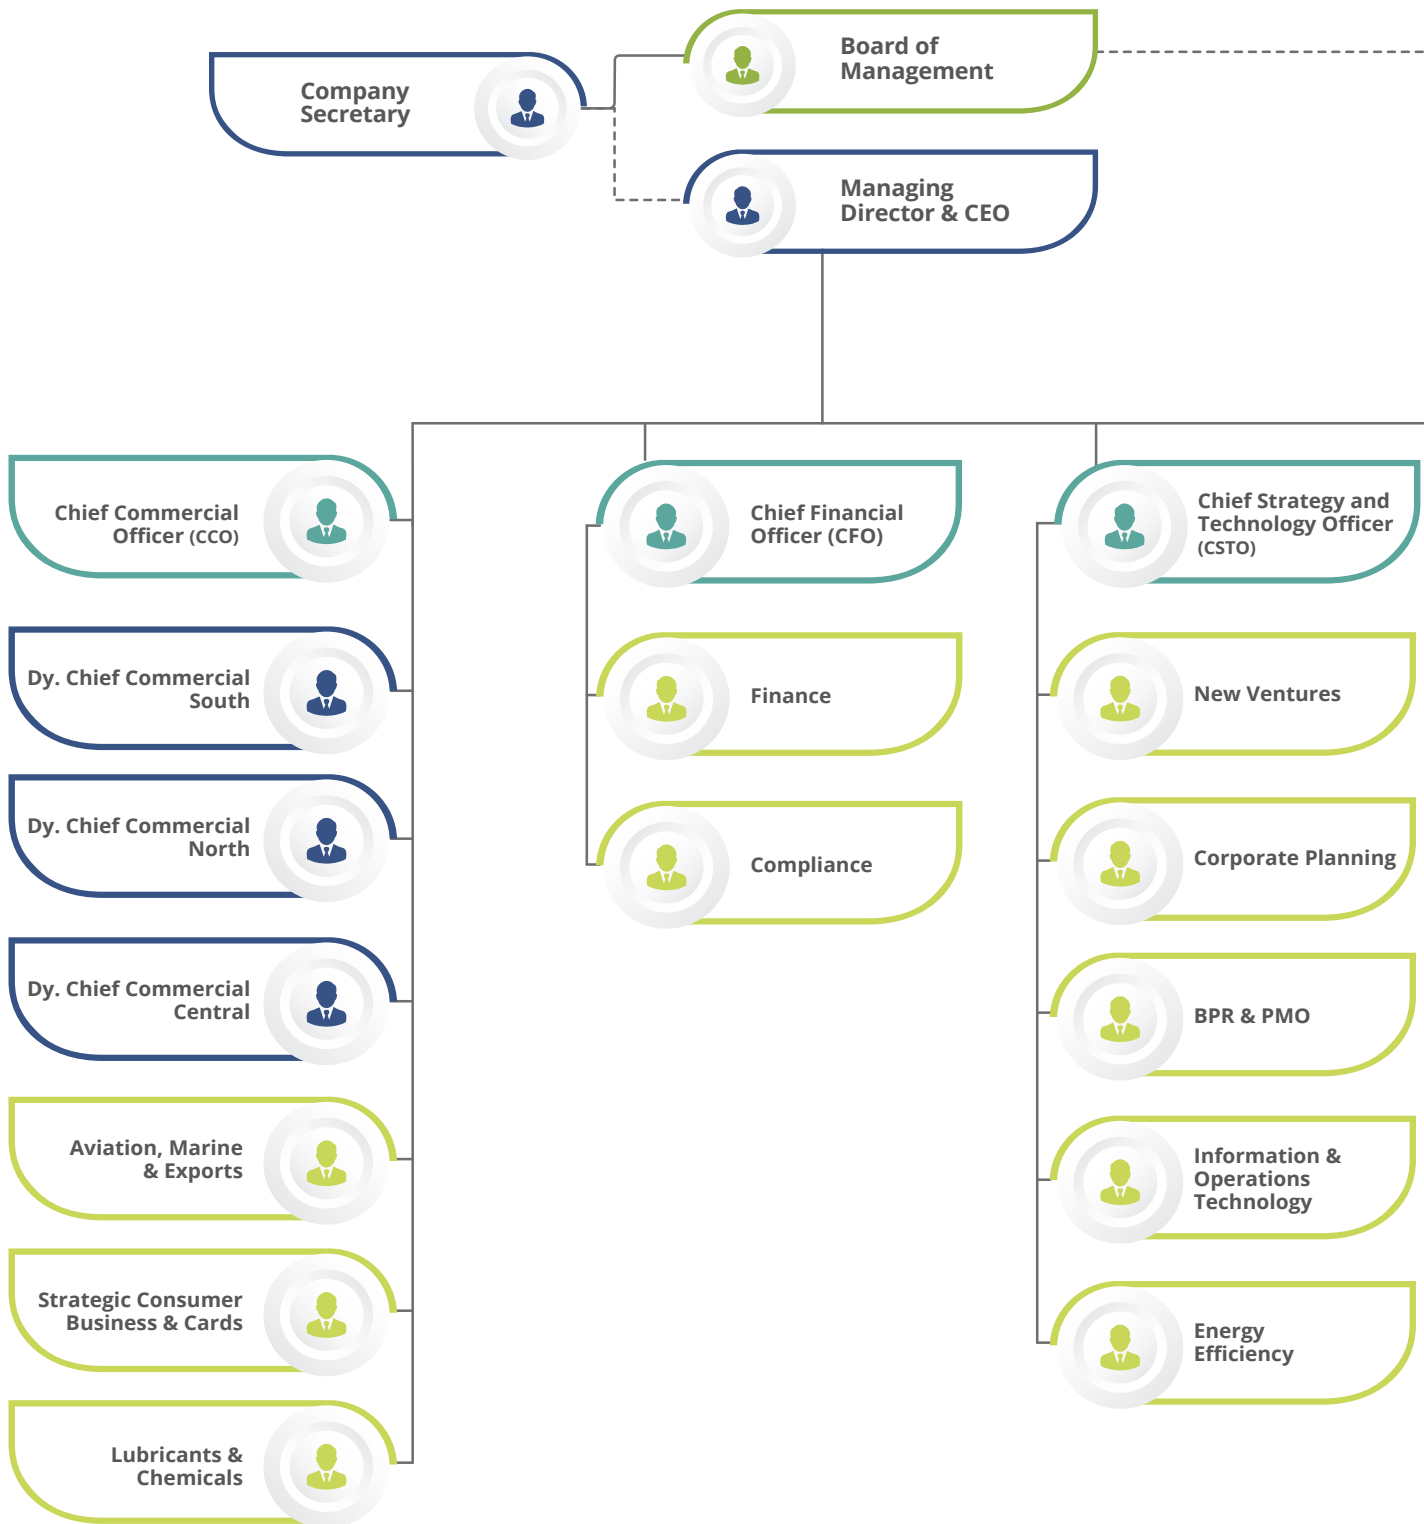 Board of
Management
Company
Secretary
Managing
Director & CEO
Chief Commercial
Officer (CCO)
Dy. Chief Commercial
South
Dy. Chief Commercial
North
Dy. Chief Commercial
Central
Aviation, Marine
& Exports
Strategic Consumer
Business & Cards
Lubricants &
Chemicals
Chief Financial
Officer (CFO)
Finance
Compliance
Chief Strategy and
Technology Officer
(CSTO)
New Ventures
Corporate Planning
BPR & PMO
Information &
Operations
Technology
Energy
Efficiency